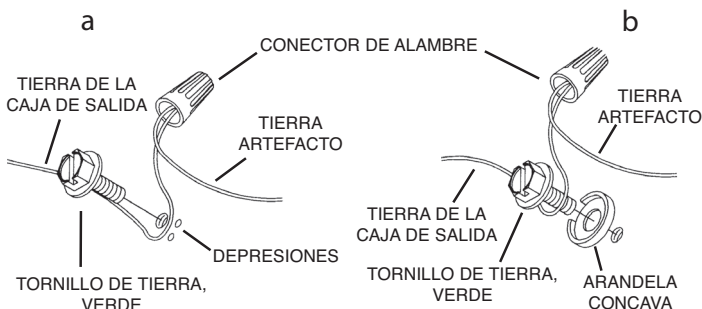 a
b
CONECTOR DE ALAMBRE
TIERRA DE LA
CAJA DE SALIDA
TIERRA
ARTEFACTO
TIERRA
ARTEFACTO
TIERRA DE LA
CAJA DE SALIDA
DEPRESIONES
TORNILLO DE TIERRA,
VERDE
TORNILLO DE TIERRA,
VERDE
ARANDELA
CONCAVA